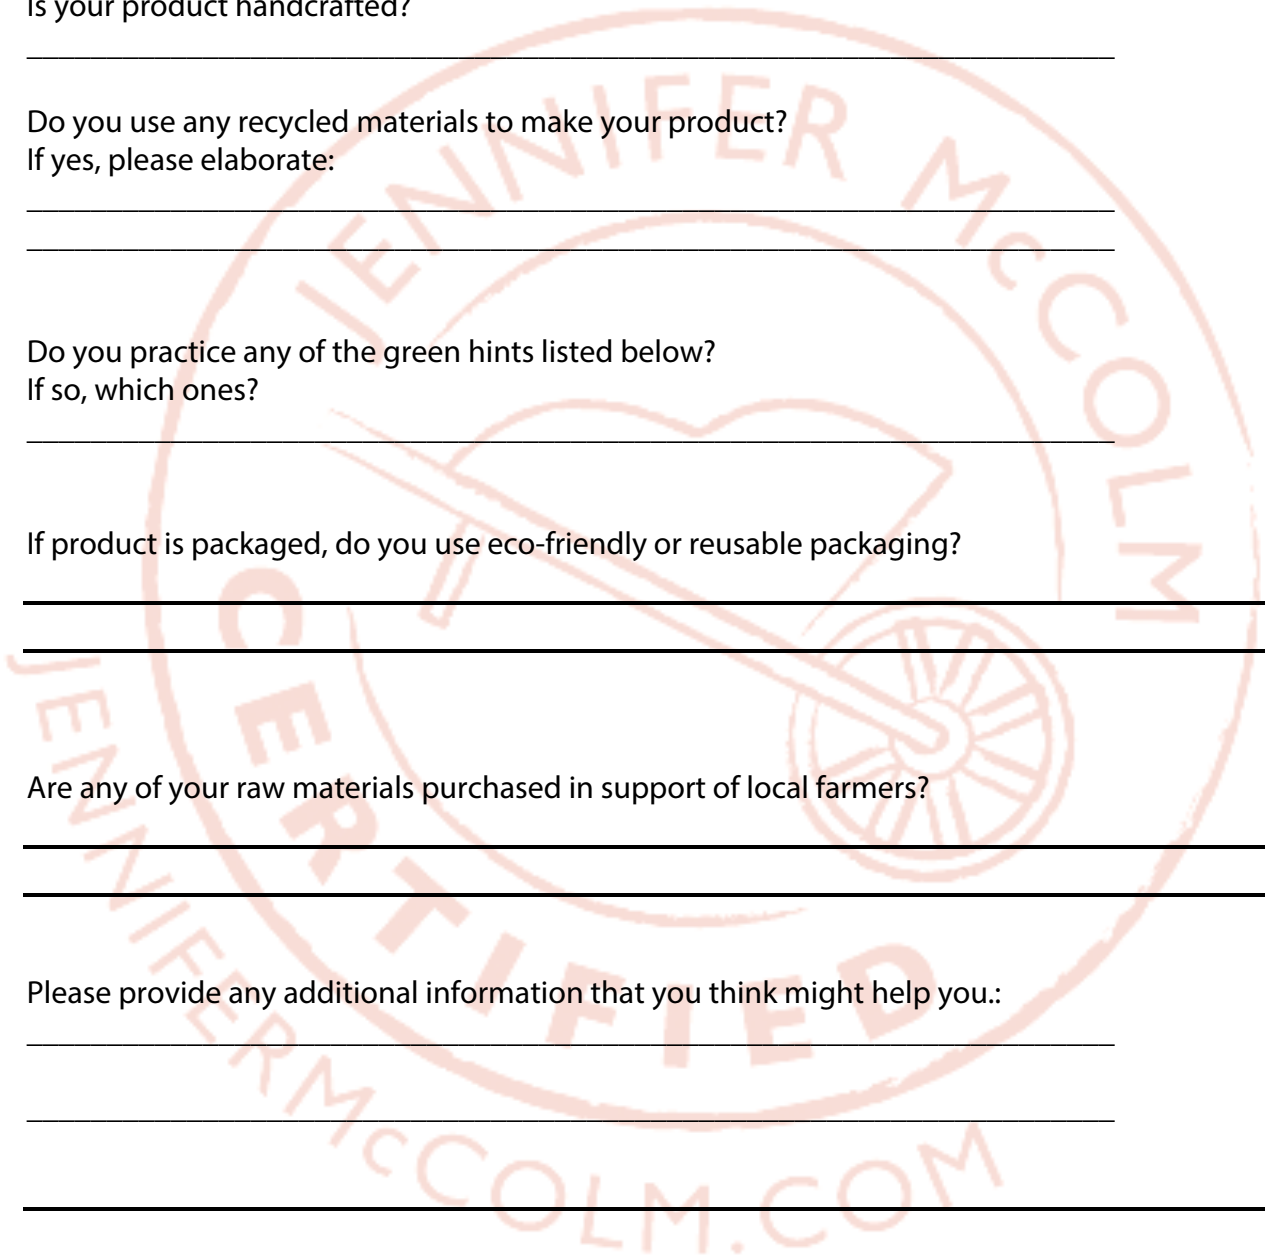 Is your product handcrafted?
Do you use any recycled materials to make your product?
If yes, please elaborate:
Do you practice any of the green hints listed below?
If so, which ones?
If product is packaged, do you use eco-friendly or reusable packaging?
Are any of your raw materials purchased in support of local farmers?
Please provide any additional information that you think might help you.:
JENNIFER McCOLM
CERTIFIED
JENNIFERMcCOLM.COM